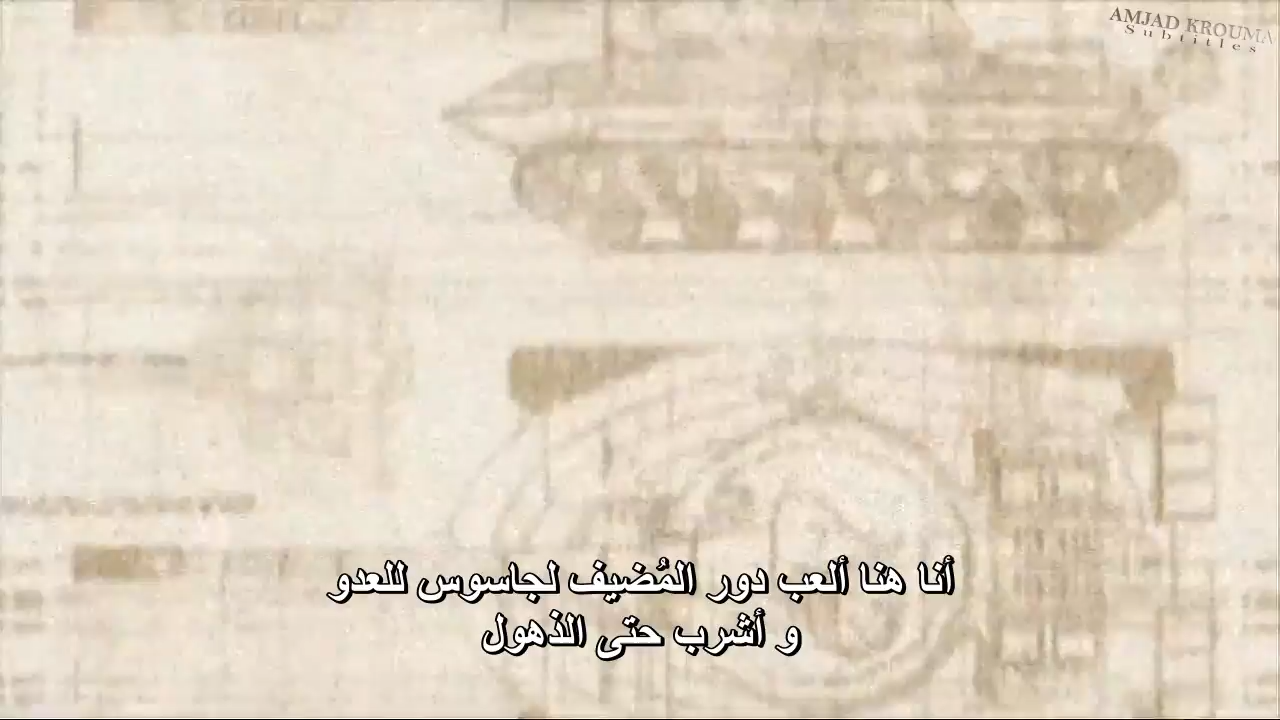 AMJAD KROUMA
Subtitles
أنا هنا ألعب دور المُضيف لجاسوس للعدو
و أشرب حتى الذهول